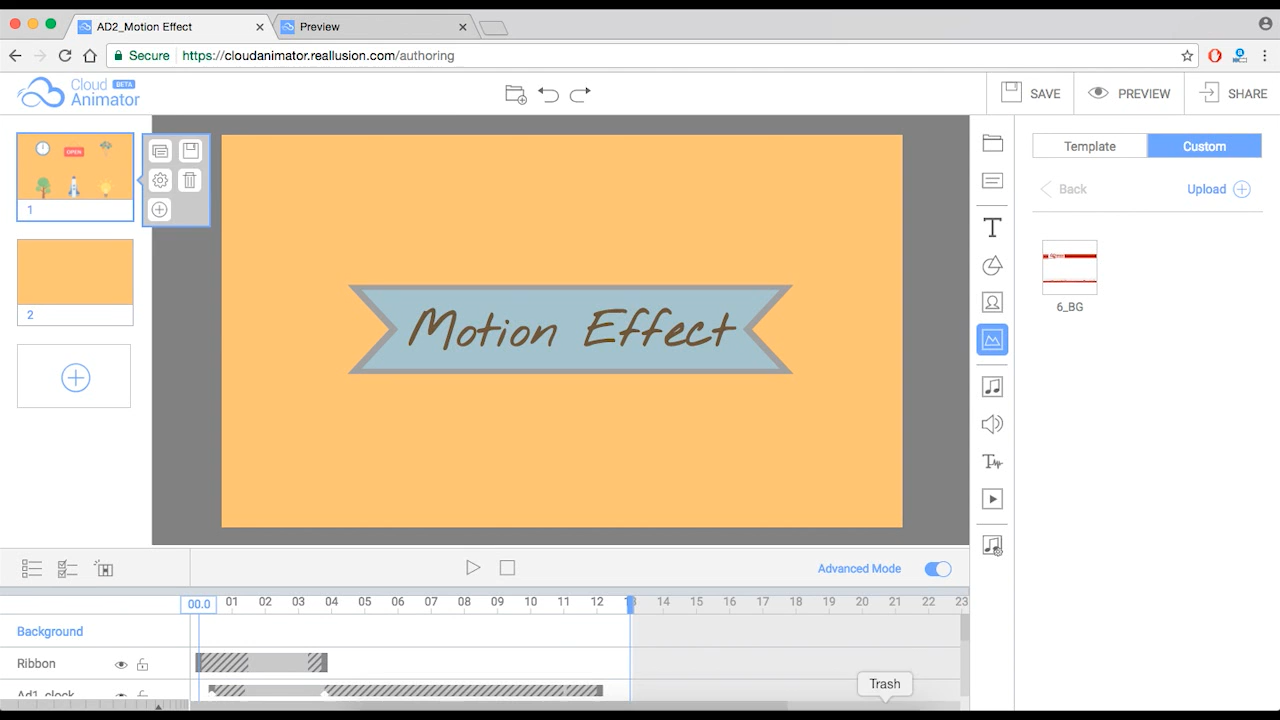 AD2_Motion Effect
Preview
Secure https://cloudanimator.reallusion.com/authoring
Cloud BETA
Animator
SAVE
PREVIEW
SHARE
OPEN
1
2
Motion Effect
Template
Custom
Back
Upload
6_BG
Advanced Mode
00.0 01 02 03 04 05 06 07 08 09 10 11 12 13 14 15 16 17 18 19 20 21 22 23
Background
Ribbon
Ad1_clock
Trash